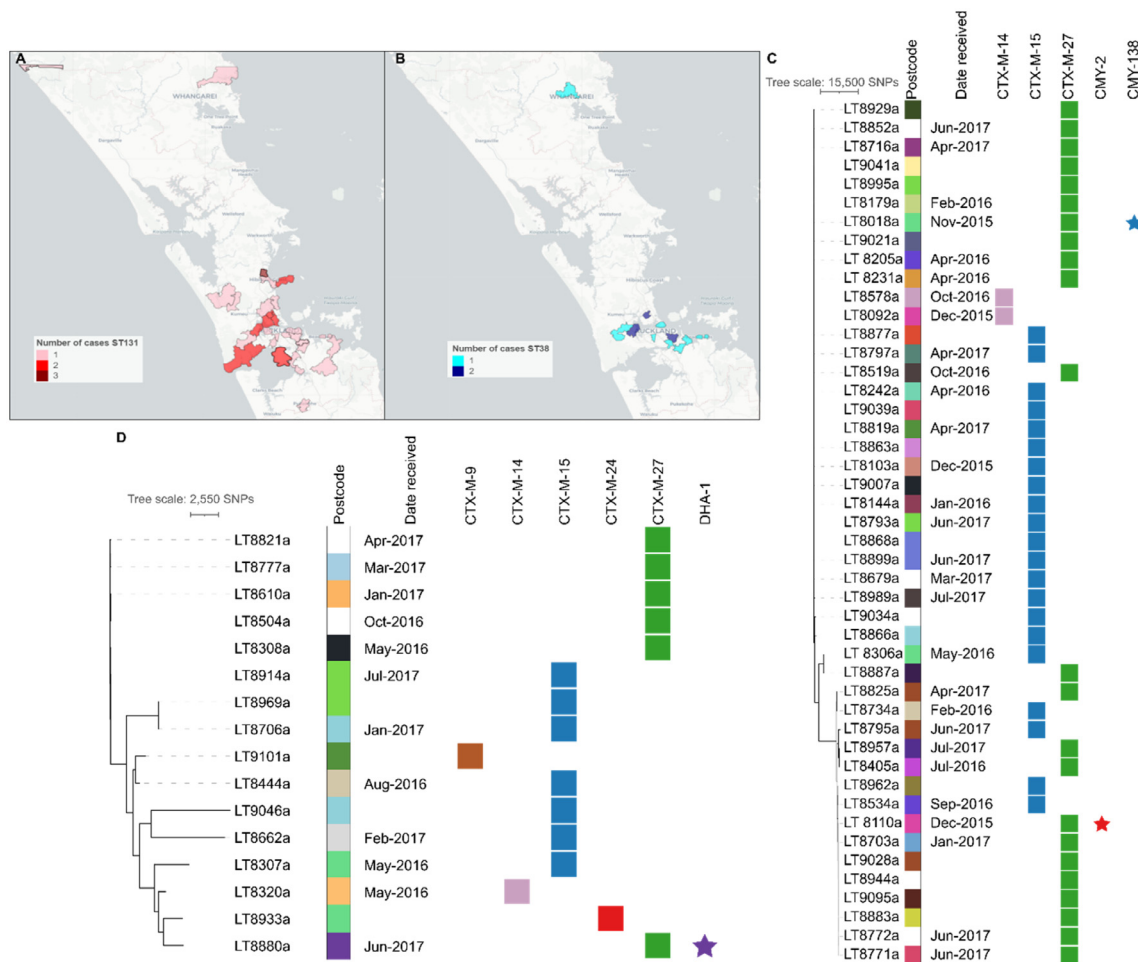 A
WHANGAREI
Dargaville
Wellsford
Warkworth
Number of cases ST131
1
2
3
B
WHANGAREI
Dargaville
Wellsford
Warkworth
Number of cases ST38
1
2
C
Tree scale: 15,500 SNPs
Postcode
Date received
CTX-M-14
CTX-M-15
CTX-M-27
CMY-2
CMY-138
LT8929a
LT8852a Jun-2017
LT8716a Apr-2017
LT9041a
LT8995a
LT8179a Feb-2016
LT8018a Nov-2015
LT9021a
LT 8205a Apr-2016
LT 8231a Apr-2016
LT8578a Oct-2016
LT8092a Dec-2015
LT8877a
LT8797a Apr-2017
LT8519a Oct-2016
LT8242a Apr-2016
LT9039a
LT8819a Apr-2017
LT8863a
LT8103a Dec-2015
LT9007a
LT8144a Jan-2016
LT8793a Jun-2017
LT8868a
LT8899a Jun-2017
LT8679a Mar-2017
LT8989a Jul-2017
LT9034a
LT8866a
LT 8306a May-2016
LT8887a
LT8825a Apr-2017
LT8734a Feb-2016
LT8795a Jun-2017
LT8957a Jul-2017
LT8405a Jul-2016
LT8962a
LT8534a Sep-2016
LT 8110a Dec-2015
LT8703a Jan-2017
LT9028a
LT8944a
LT9095a
LT8883a
LT8772a Jun-2017
LT8771a Jun-2017
D
Tree scale: 2,550 SNPs
Postcode
Date received
CTX-M-9
CTX-M-14
CTX-M-15
CTX-M-24
CTX-M-27
DHA-1
LT8821a Apr-2017
LT8777a Mar-2017
LT8610a Jan-2017
LT8504a Oct-2016
LT8308a May-2016
LT8914a Jul-2017
LT8969a
LT8706a Jan-2017
LT9101a
LT8444a Aug-2016
LT9046a
LT8662a Feb-2017
LT8307a May-2016
LT8320a May-2016
LT8933a
LT8880a Jun-2017